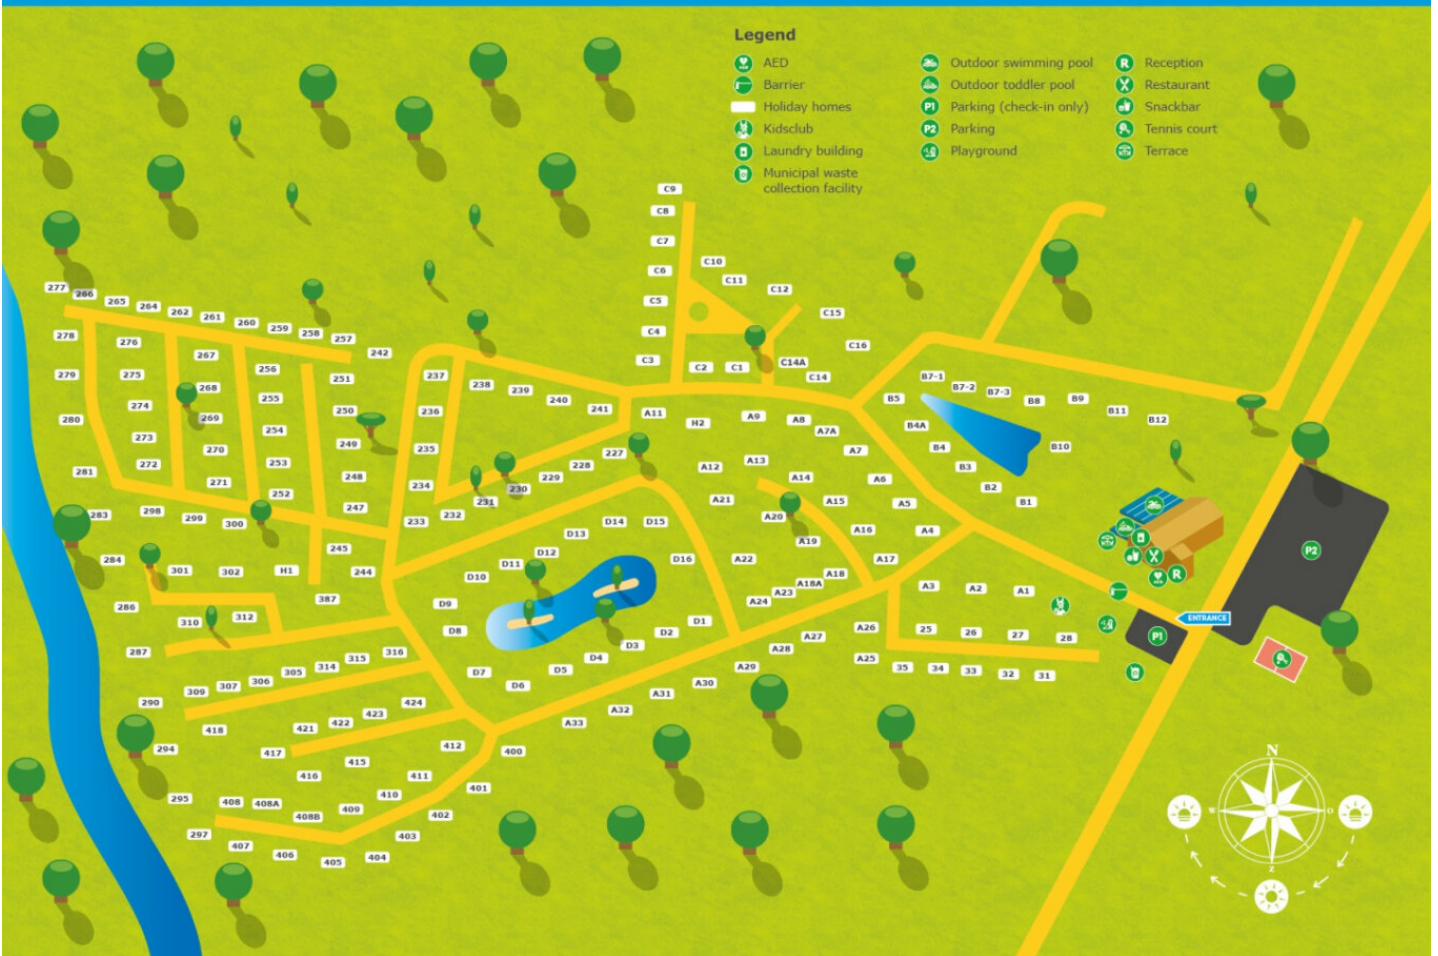 Legend
AED
Barrier
Holiday homes
Kidsclub
Laundry building
Municipal waste
collection facility
Outdoor swimming pool
Outdoor toddler pool
P1 Parking (check-in only)
P2 Parking
Playground
R Reception
Restaurant
Snackbar
Tennis court
Terrace
C9
C8
C7
C6
C5
C4
C3
C10
C11
C12
C15
C16
C14A
C14
C2
C1
277
266
265
264
262
261
260
259
258
257
242
278
276
267
256
251
279
275
268
255
250
280
274
269
254
249
273
270
253
248
281
272
271
252
247
283
298
299
300
245
284
301
302
H1
244
286
310
312
387
287
237
238
239
240
241
236
235
234
233
232
231
230
229
228
227
A11
H2
A9
A8
A7A
A7
A6
A5
A4
A12
A13
A14
A15
A16
A17
A21
A20
A19
A18
A18A
A22
A23
A24
B5
B7-1
B7-2
B7-3
B8
B9
B11
B12
B10
B4A
B4
B3
B2
B1
D14
D15
D13
D12
D11
D10
D16
D9
D8
D7
D6
D5
D4
D3
D2
D1
A3
A2
A1
A26
25
26
27
28
A25
35
34
33
32
31
A27
A28
A29
A30
A31
A32
A33
316
315
314
305
306
307
309
290
424
423
422
421
418
417
294
412
400
415
416
411
401
295
408
408A
408B
409
410
402
297
407
406
405
404
403
R
P2
P1
ENTRANCE
N
W
O
Z